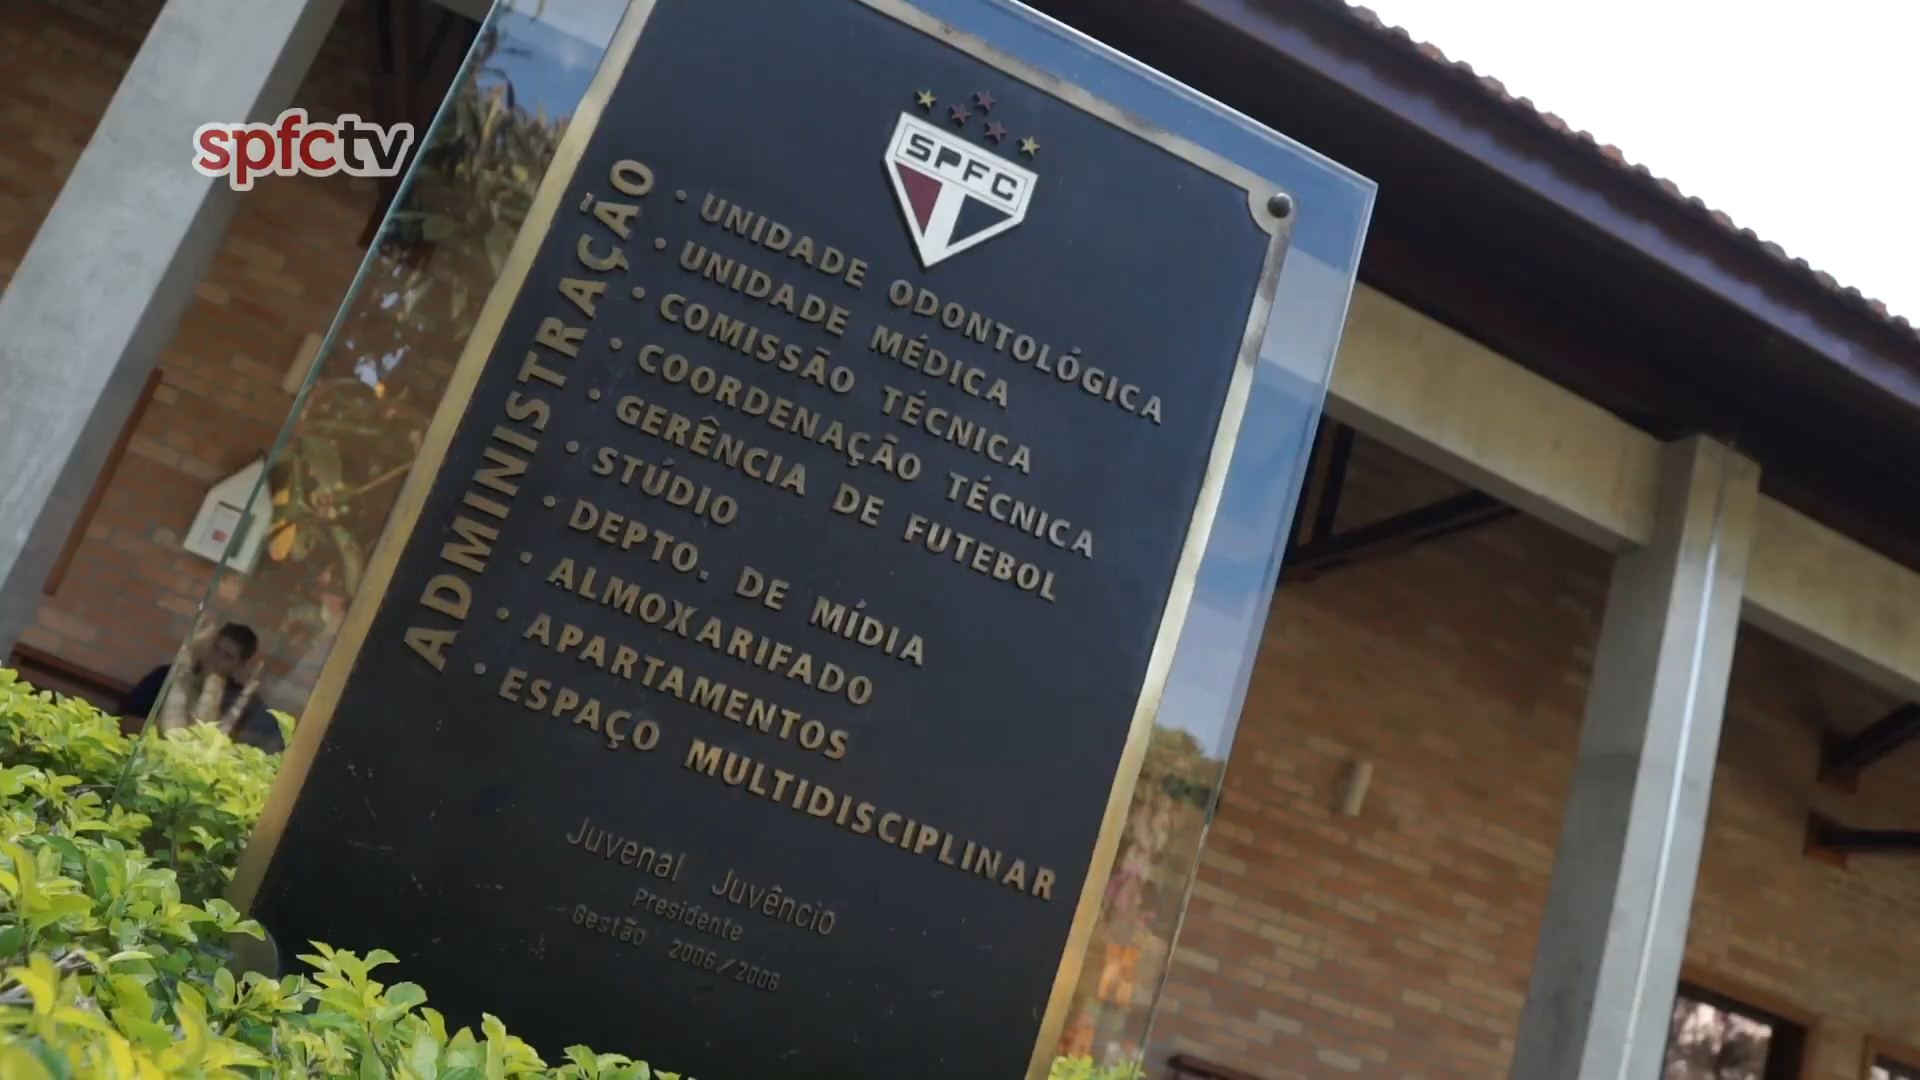 spfctv
SPFC
ADMINISTRAÇÃO
· UNIDADE ODONTOLÓGICA
· UNIDADE MÉDICA
· COMISSÃO TÉCNICA
· COORDENAÇÃO TÉCNICA
· GERÊNCIA DE FUTEBOL
· STÚDIO
· DEPTO. DE MÍDIA
· ALMOXARIFADO
· APARTAMENTOS
· ESPAÇO MULTIDISCIPLINAR
Juvenal Juvêncio
Presidente
Gestão 2006/2008